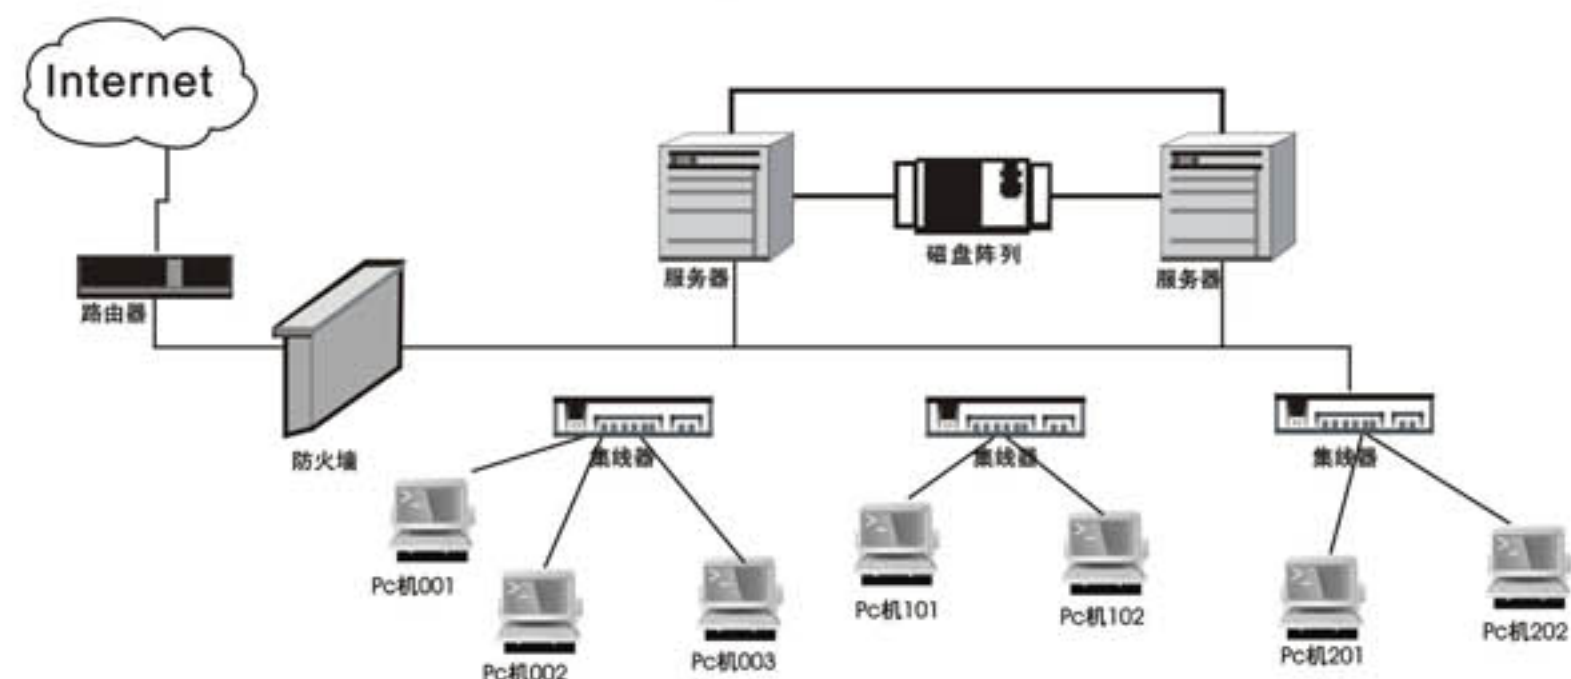 Internet
路由器
防火墙
服务器
磁盘阵列
服务器
集线器
集线器
集线器
Pc机001
Pc机002
Pc机003
Pc机101
Pc机102
Pc机201
Pc机202